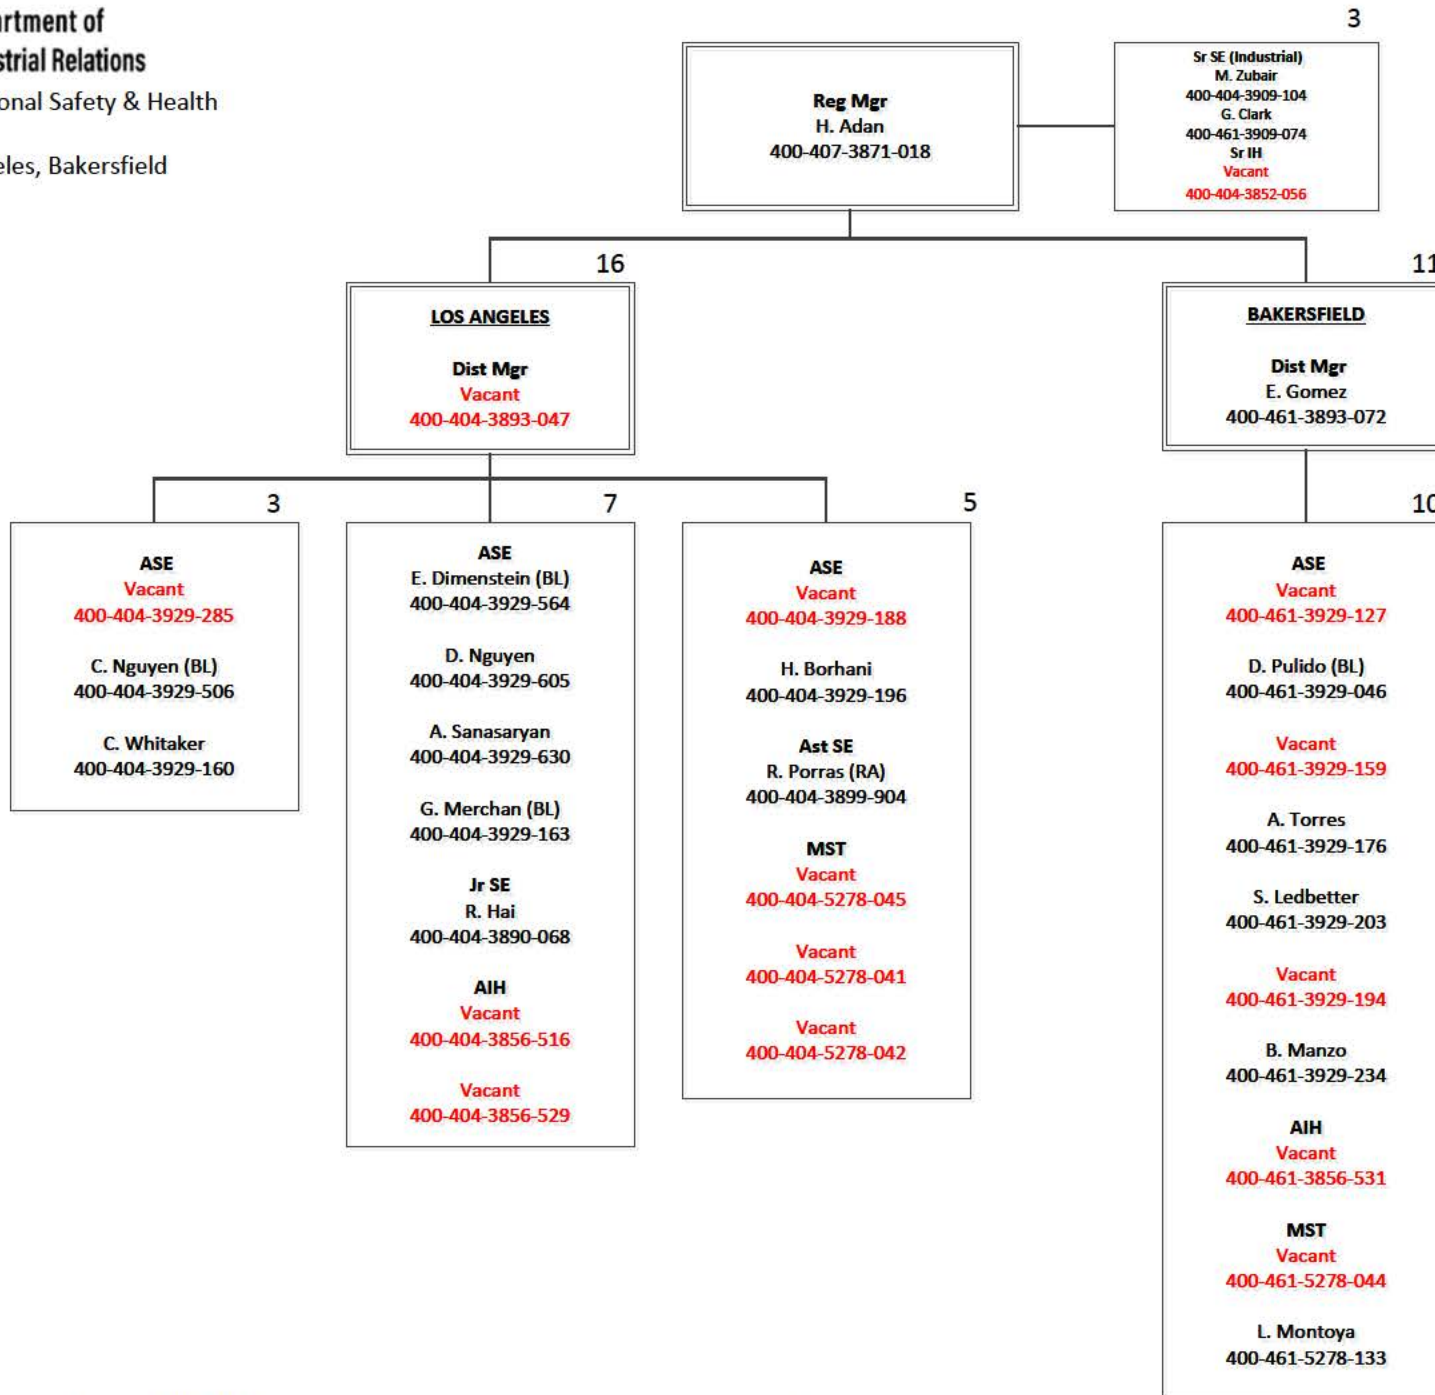 artment of
strial Relations
onal Safety & Health
eles, Bakersfield
3
Reg Mgr
H. Adan
400-407-3871-018
Sr SE (Industrial)
M. Zubair
400-404-3909-104
G. Clark
400-461-3909-074
Sr IH
Vacant
400-404-3852-056
16
LOS ANGELES
Dist Mgr
Vacant
400-404-3893-047
11
BAKERSFIELD
Dist Mgr
E. Gomez
400-461-3893-072
3
ASE
Vacant
400-404-3929-285
C. Nguyen (BL)
400-404-3929-506
C. Whitaker
400-404-3929-160
7
ASE
E. Dimenstein (BL)
400-404-3929-564
D. Nguyen
400-404-3929-605
A. Sanasaryan
400-404-3929-630
G. Merchan (BL)
400-404-3929-163
Jr SE
R. Hai
400-404-3890-068
AIH
Vacant
400-404-3856-516
Vacant
400-404-3856-529
5
ASE
Vacant
400-404-3929-188
H. Borhani
400-404-3929-196
Ast SE
R. Porras (RA)
400-404-3899-904
MST
Vacant
400-404-5278-045
Vacant
400-404-5278-041
Vacant
400-404-5278-042
10
ASE
Vacant
400-461-3929-127
D. Pulido (BL)
400-461-3929-046
Vacant
400-461-3929-159
A. Torres
400-461-3929-176
S. Ledbetter
400-461-3929-203
Vacant
400-461-3929-194
B. Manzo
400-461-3929-234
AIH
Vacant
400-461-3856-531
MST
Vacant
400-461-5278-044
L. Montoya
400-461-5278-133